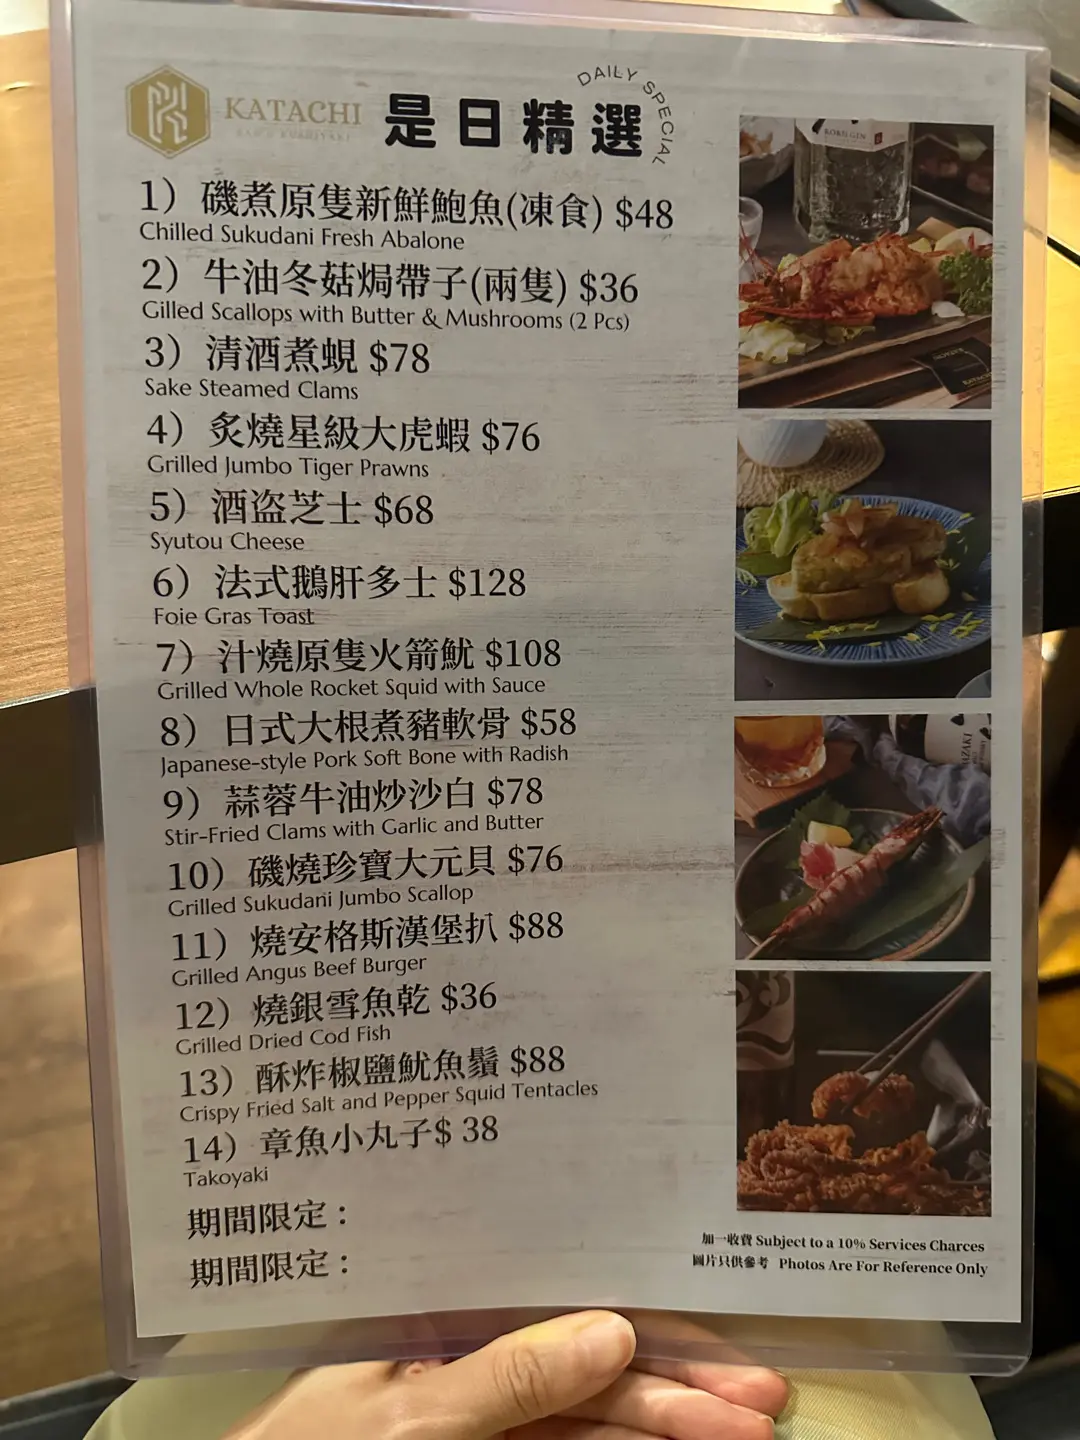 KATACHI
是日精選
DAILY SPECIAL
1）磯煮原隻新鮮鮑魚(凍食) $48
Chilled Sukudani Fresh Abalone
2）牛油冬菇焗帶子(兩隻) $36
Gilled Scallops with Butter & Mushrooms (2 Pcs)
3）清酒煮蜆 $78
Sake Steamed Clams
4）炙燒星級大虎蝦 $76
Grilled Jumbo Tiger Prawns
5）酒盜芝士 $68
Syutou Cheese
6）法式鵝肝多士 $128
Foie Gras Toast
7）汁燒原隻火箭魷 $108
Grilled Whole Rocket Squid with Sauce
8）日式大根煮豬軟骨 $58
Japanese-style Pork Soft Bone with Radish
9）蒜蓉牛油炒沙白 $78
Stir-Fried Clams with Garlic and Butter
10）磯燒珍寶大元貝 $76
Grilled Sukudani Jumbo Scallop
11）燒安格斯漢堡扒 $88
Grilled Angus Beef Burger
12）燒銀雪魚乾 $36
Grilled Dried Cod Fish
13）酥炸椒鹽魷魚鬚 $88
Crispy Fried Salt and Pepper Squid Tentacles
14）章魚小丸子$ 38
Takoyaki
期間限定：
期間限定：
加一收費 Subject to a 10% Services Charces
圖片只供參考 Photos Are For Reference Only